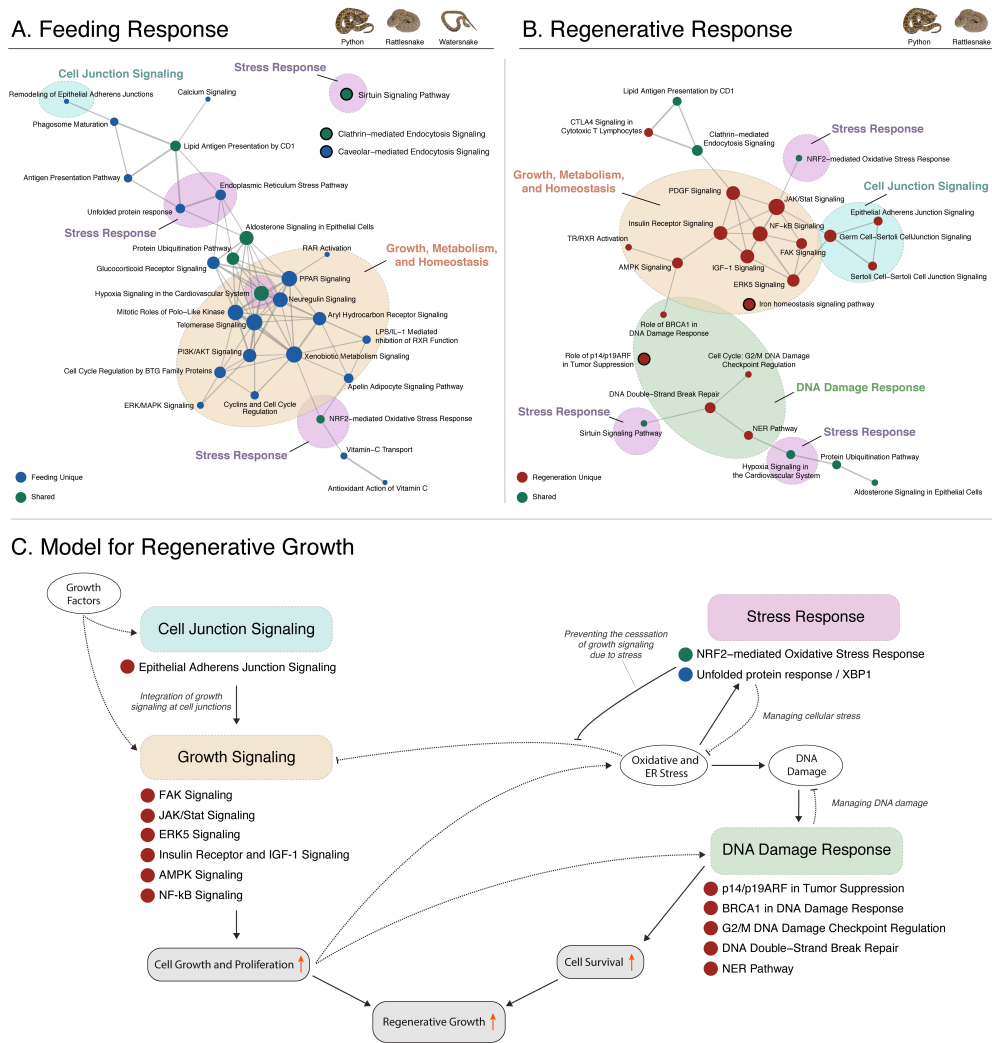 A. Feeding Response
Python
Rattlesnake
Watersnake
Stress Response
Cell Junction Signaling
Remodeling of Epithelial Adherens Junctions
Calcium Signaling
Sirtuin Signaling Pathway
Phagosome Maturation
Clathrin-mediated Endocytosis Signaling
Lipid Antigen Presentation by CD1
Caveolar-mediated Endocytosis Signaling
Antigen Presentation Pathway
Endoplasmic Reticulum Stress Pathway
Unfolded protein response
Stress Response
Aldosterone Signaling in Epithelial Cells
Protein Ubiquitination Pathway
RAR Activation
Growth, Metabolism,
and Homeostasis
Glucocorticoid Receptor Signaling
PPAR Signaling
Hypoxia Signaling in the Cardiovascular System
Neuregulin Signaling
Mitotic Roles of Polo-Like Kinase
Aryl Hydrocarbon Receptor Signaling
Telomerase Signaling
LPS/IL-1 Mediated
nhibition of RXR Function
PI3K/AKT Signaling
Xenobiotic Metabolism Signaling
Cell Cycle Regulation by BTG Family Proteins
Apelin Adipocyte Signaling Pathway
ERK/MAPK Signaling
Cyclins and Cell Cycle
Regulation
NRF2-mediated Oxidative Stress Response
Stress Response
Vitamin-C Transport
Antioxidant Action of Vitamin C
Feeding Unique
Shared
B. Regenerative Response
Python
Rattlesnake
Lipid Antigen Presentation by CD1
CTLA4 Signaling in
Cytotoxic T Lymphocytes
Clathrin-mediated
Endocytosis Signaling
Stress Response
NRF2-mediated Oxidative Stress Response
Growth, Metabolism,
and Homeostasis
PDGF Signaling
JAK/Stat Signaling
Cell Junction Signaling
Epithelial Adherens Junction Signaling
Insulin Receptor Signaling
NF-kB Signaling
Germ Cell-Sertoli CellJunction Signaling
TR/RXR Activation
FAK Signaling
AMPK Signaling
IGF-1 Signaling
ERK5 Signaling
Sertoli Cell-Sertoli Cell Junction Signaling
Iron homeostasis signaling pathway
Role of BRCA1 in
DNA Damage Response
Role of p14/p19ARF
in Tumor Suppression
Cell Cycle: G2/M DNA Damage
Checkpoint Regulation
DNA Damage Response
DNA Double-Strand Break Repair
Stress Response
Sirtuin Signaling Pathway
NER Pathway
Stress Response
Hypoxia Signaling in
the Cardiovascular System
Protein Ubiquitination Pathway
Aldosterone Signaling in Epithelial Cells
Regeneration Unique
Shared
C. Model for Regenerative Growth
Growth
Factors
Cell Junction Signaling
Epithelial Adherens Junction Signaling
Integration of growth
signaling at cell junctions
Growth Signaling
FAK Signaling
JAK/Stat Signaling
ERK5 Signaling
Insulin Receptor and IGF-1 Signaling
AMPK Signaling
NF-kB Signaling
Cell Growth and Proliferation
Regenerative Growth
Cell Survival
Preventing the cessation
of growth signaling
due to stress
Stress Response
NRF2-mediated Oxidative Stress Response
Unfolded protein response / XBP1
Managing cellular stress
Oxidative and
ER Stress
DNA
Damage
Managing DNA damage
DNA Damage Response
p14/p19ARF in Tumor Suppression
BRCA1 in DNA Damage Response
G2/M DNA Damage Checkpoint Regulation
DNA Double-Strand Break Repair
NER Pathway